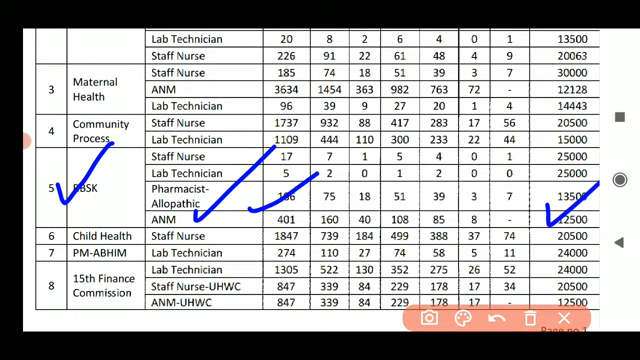 Lab Technician 20 8 2 6 4 0 1 13500
Staff Nurse 226 91 22 61 48 4 9 20063
3 Maternal Health Staff Nurse 185 74 18 51 39 3 7 30000
ANM 3634 1454 363 982 763 72 - 12128
Lab Technician 96 39 9 27 20 1 4 14443
4 Community Process Staff Nurse 1737 932 88 417 283 17 56 20500
Lab Technician 1109 444 110 300 233 22 44 15000
5 RBSK Staff Nurse 17 7 1 5 4 0 1 25000
Lab Technician 5 2 0 1 2 0 0 25000
Pharmacist-Allopathic 75 18 51 39 3 7 13500
ANM 401 160 40 108 85 8 - 12500
6 Child Health Staff Nurse 1847 739 184 499 388 37 74 20500
7 PM-ABHIM Lab Technician 274 110 27 74 58 5 11 24000
8 15th Finance Commission Lab Technician 1305 522 130 352 275 26 52 24000
Staff Nurse-UHWC 847 339 84 229 178 17 34 20500
ANM-UHWC 847 339 84 229 178 17 - 12500
Page no 1